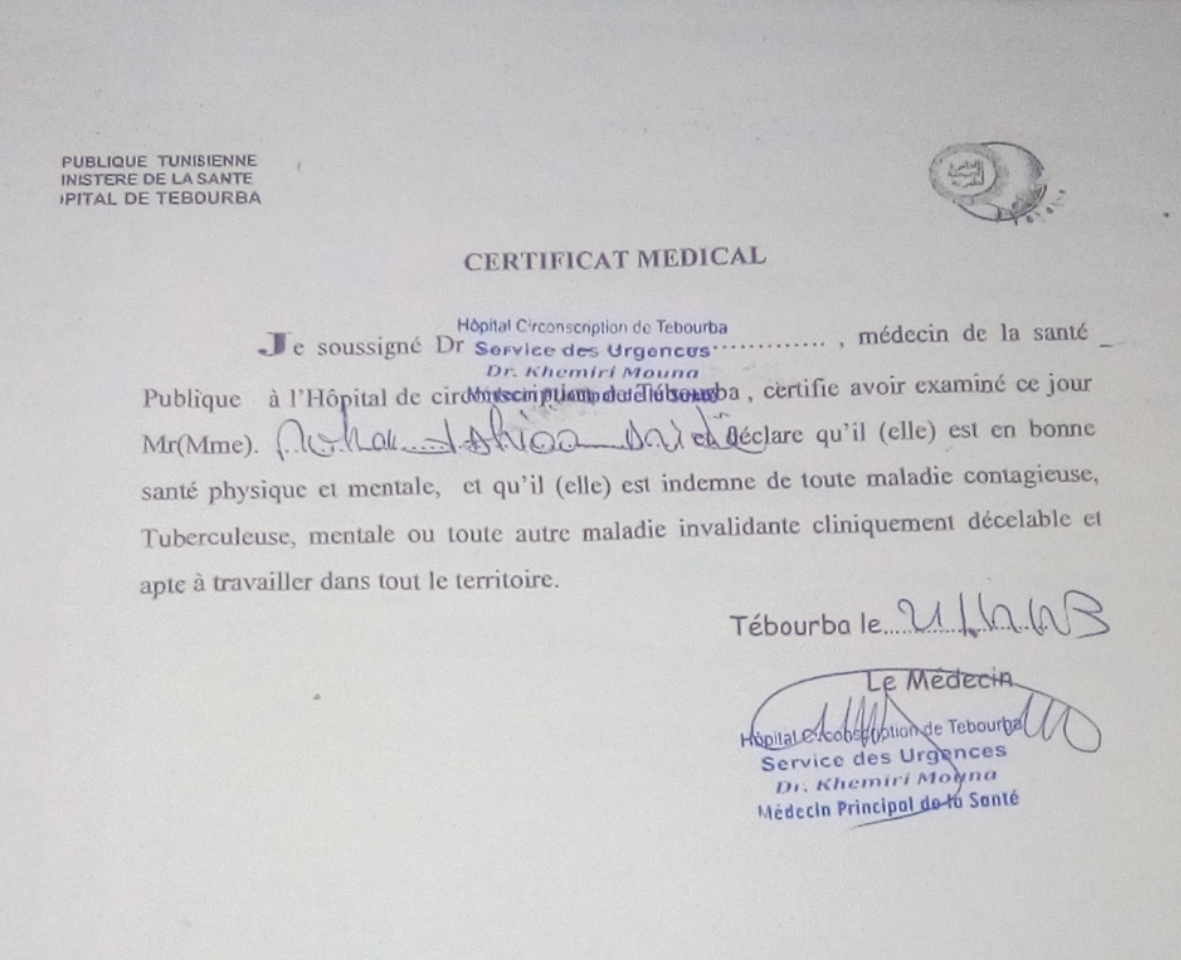 PUBLIQUE TUNISIENNE
INISTERE DE LA SANTE
PITAL DE TEBOURBA
CERTIFICAT MEDICAL
Hôpital Circonscription de Tebourba
Je soussigné Dr Service des Urgences ............. , médecin de la santé
Dr. Khemiri Mouna
Publique à l'Hôpital de circonscription de Tébourba , certifie avoir examiné ce jour
Mr(Mme). et déclare qu'il (elle) est en bonne
santé physique et mentale, et qu'il (elle) est indemne de toute maladie contagieuse,
Tuberculeuse, mentale ou toute autre maladie invalidante cliniquement décelable et
apte à travailler dans tout le territoire.
Tébourba le
Le Médecin
Hôpital Circonscription de Tebourba
Service des Urgences
Dr. Khemiri Mouna
Médecin Principal de la Santé